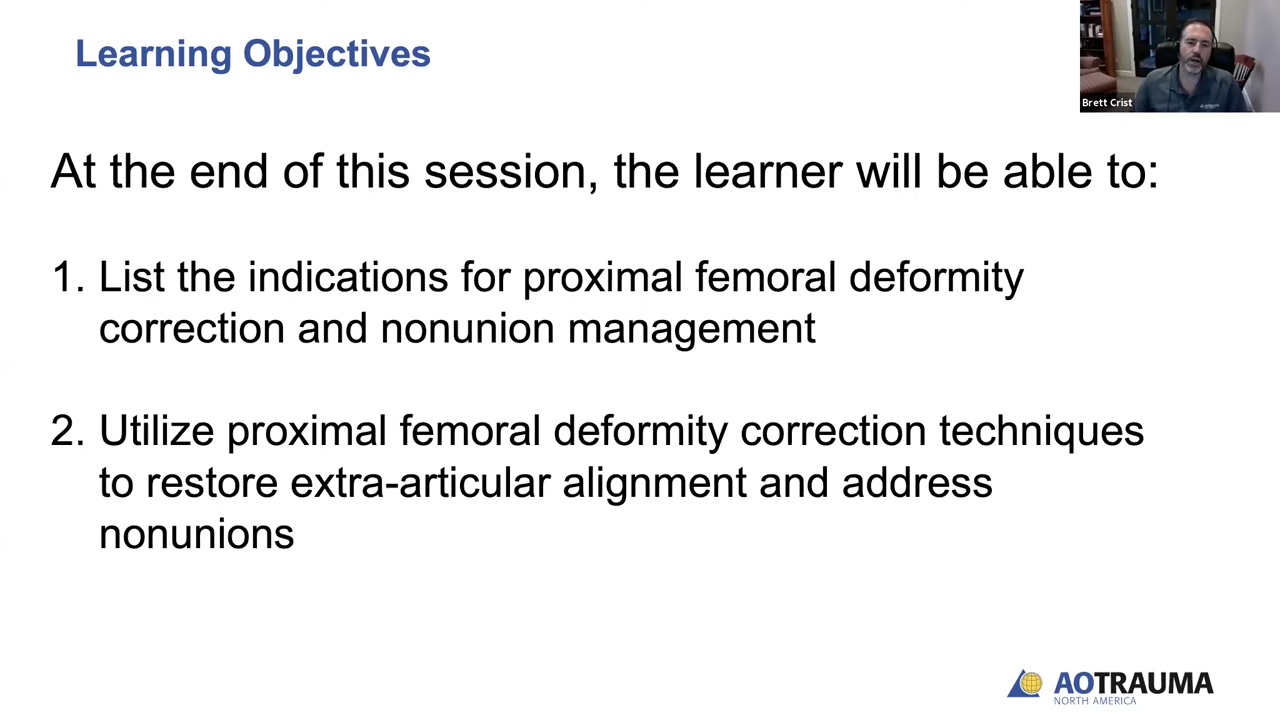 Learning Objectives
Brett Crist
At the end of this session, the learner will be able to:
1. List the indications for proximal femoral deformity
correction and nonunion management
2. Utilize proximal femoral deformity correction techniques
to restore extra-articular alignment and address
nonunions
AOTRAUMA
NORTH AMERICA